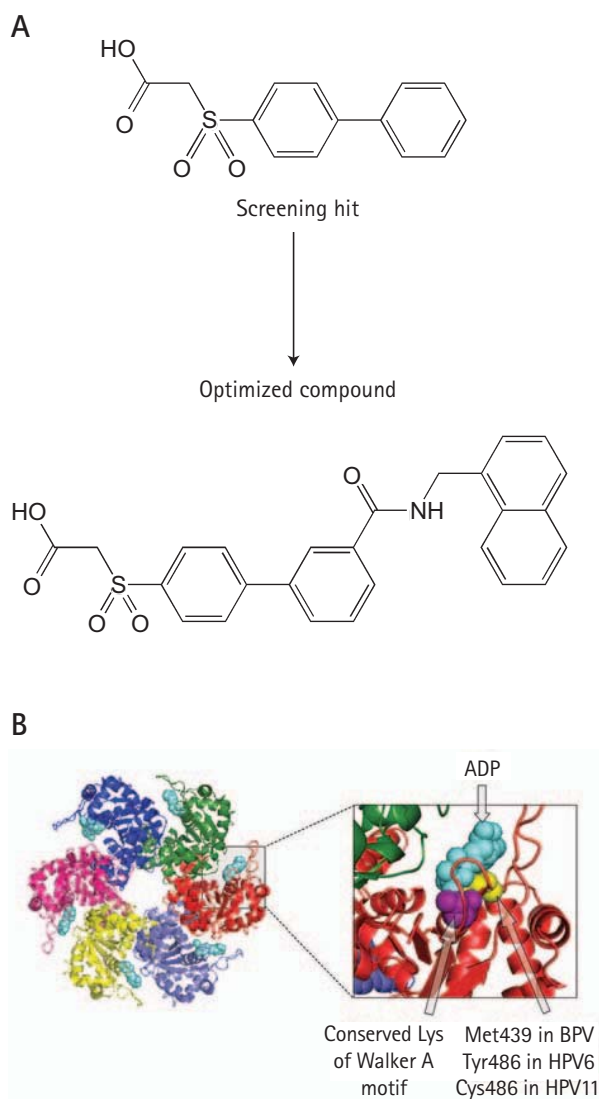 A
HO
O
S
O O
Screening hit
Optimized compound
O
NH
HO
O
S
O O
B
ADP
Conserved Lys
of Walker A
motif
Met439 in BPV
Tyr486 in HPV6
Cys486 in HPV11